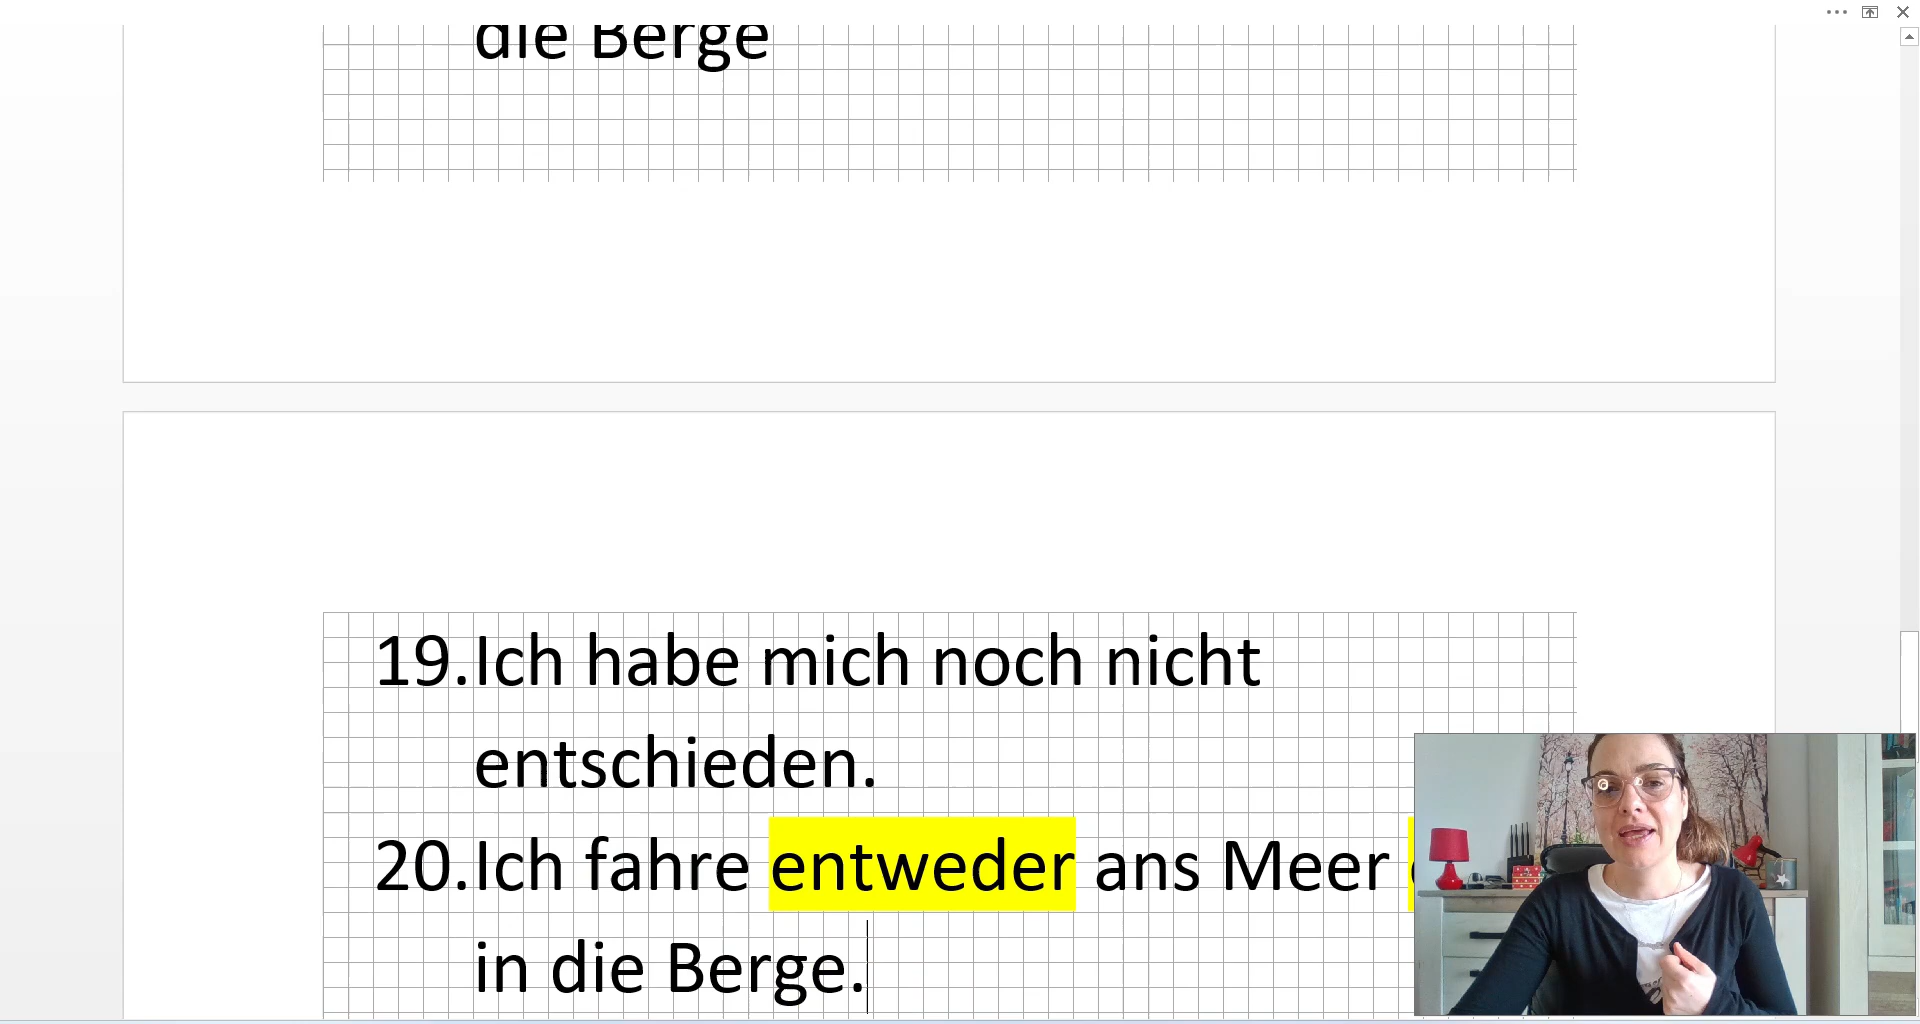 die Berge
19.Ich habe mich noch nicht
entschieden.
20.Ich fahre entweder ans Meer
in die Berge.